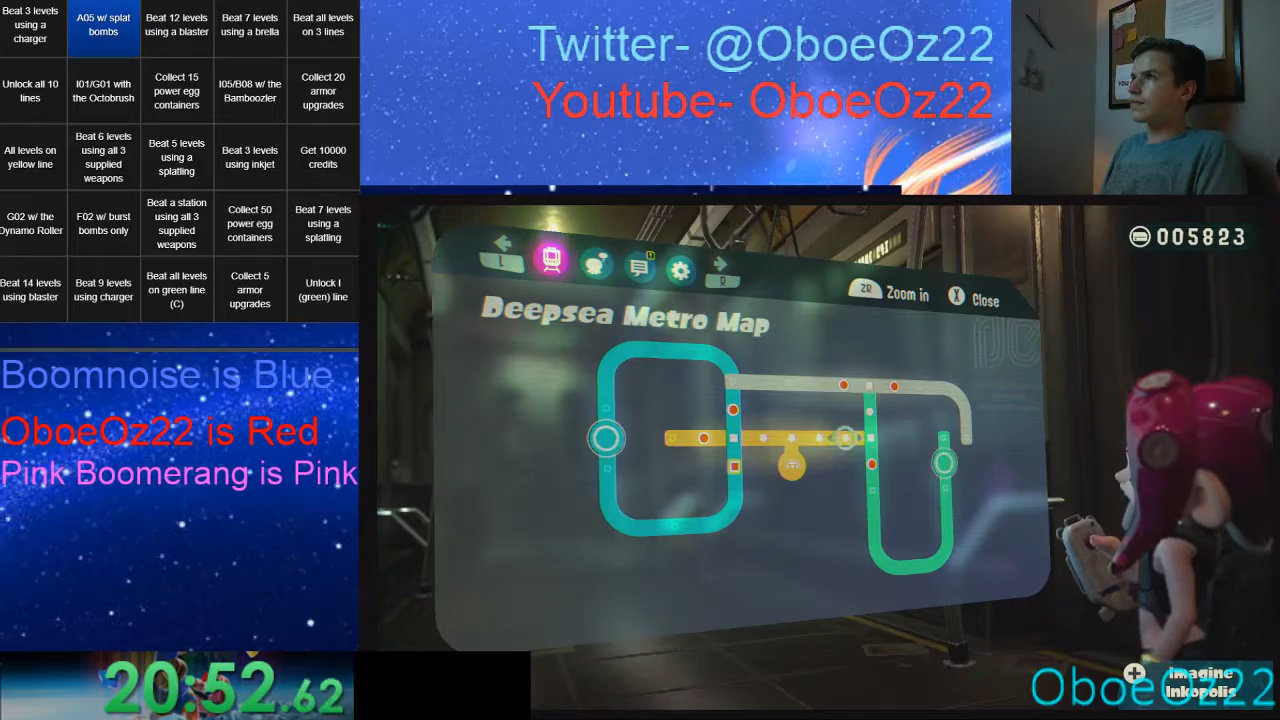 Beat 3 levels
using a
charger
A05 w/ splat
bombs
Beat 12 levels
using a blaster
Beat 7 levels
using a brella
Beat all levels
on 3 lines
Unlock all 10
lines
I01/G01 with
the Octobrush
Collect 15
power egg
containers
I05/B08 w/ the
Bamboozler
Collect 20
armor
upgrades
All levels on
yellow line
Beat 6 levels
using all 3
supplied
weapons
Beat 5 levels
using a
splatling
Beat 3 levels
using inkjet
Get 10000
credits
G02 w/ the
Dynamo Roller
F02 w/ burst
bombs only
Beat a station
using all 3
supplied
weapons
Collect 50
power egg
containers
Beat 7 levels
using a
splatling
Beat 14 levels
using blaster
Beat 9 levels
using charger
Beat all levels
on green line
(C)
Collect 5
armor
upgrades
Unlock I
(green) line
Boomnoise is Blue
OboeOz22 is Red
Pink Boomerang is Pink
20:52.62
Twitter- @OboeOz22
Youtube- OboeOz22
YOU
005823
L
R
ZR Zoom in
X Close
Deepsea Metro Map
Imagine
Inkopolis
OboeOz22